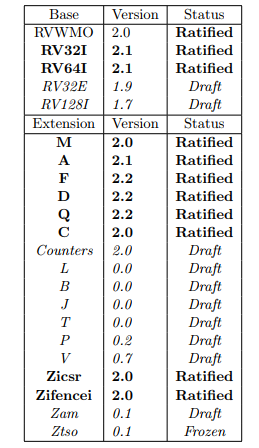 Base Version Status
RVWMO 2.0 Ratified
RV32I 2.1 Ratified
RV64I 2.1 Ratified
RV32E 1.9 Draft
RV128I 1.7 Draft
Extension Version Status
M 2.0 Ratified
A 2.1 Ratified
F 2.2 Ratified
D 2.2 Ratified
Q 2.2 Ratified
C 2.0 Ratified
Counters 2.0 Draft
L 0.0 Draft
B 0.0 Draft
J 0.0 Draft
T 0.0 Draft
P 0.2 Draft
V 0.7 Draft
Zicsr 2.0 Ratified
Zifencei 2.0 Ratified
Zam 0.1 Draft
Ztso 0.1 Frozen